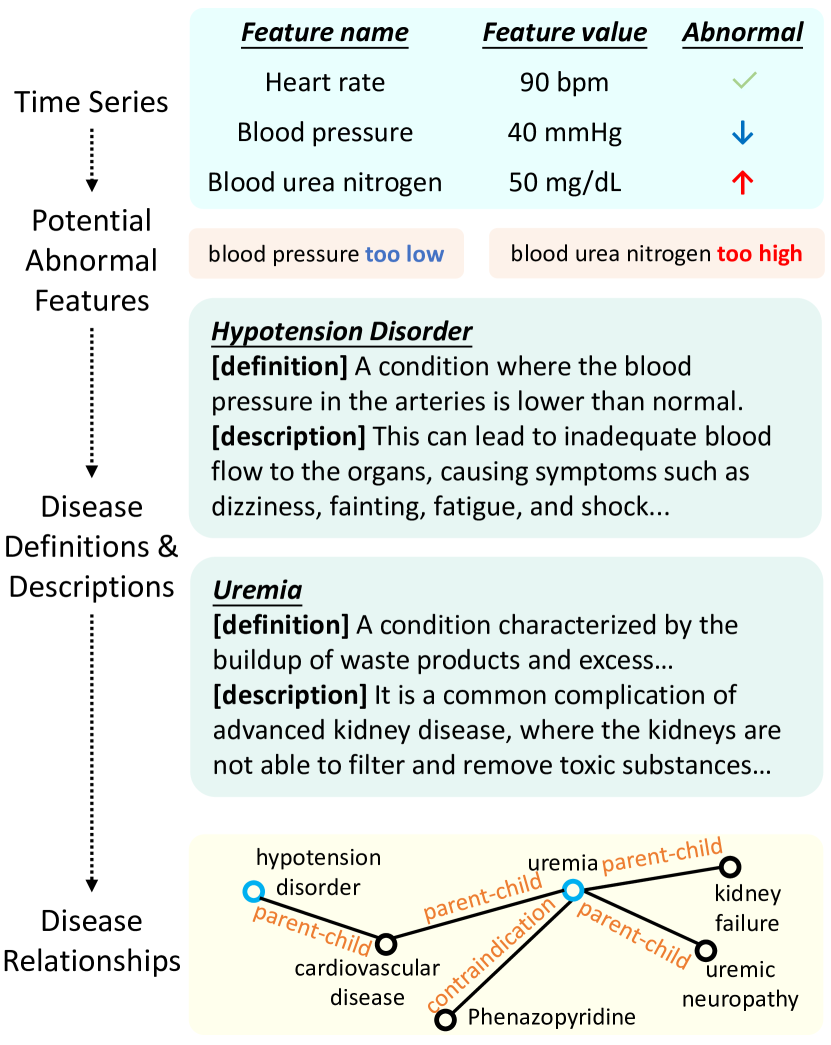 Feature name Feature value Abnormal
Heart rate 90 bpm
Blood pressure 40 mmHg
Blood urea nitrogen 50 mg/dL
Time Series
Potential
Abnormal
Features
blood pressure too low
blood urea nitrogen too high
Hypotension Disorder
[definition] A condition where the blood
pressure in the arteries is lower than normal.
[description] This can lead to inadequate blood
flow to the organs, causing symptoms such as
dizziness, fainting, fatigue, and shock...
Disease
Definitions &
Descriptions
Uremia
[definition] A condition characterized by the
buildup of waste products and excess...
[description] It is a common complication of
advanced kidney disease, where the kidneys are
not able to filter and remove toxic substances...
Disease
Relationships
hypotension
disorder
parent-child
cardiovascular
disease
parent-child
uremia
parent-child
kidney
failure
parent-child
uremic
neuropathy
contraindication
Phenazopyridine